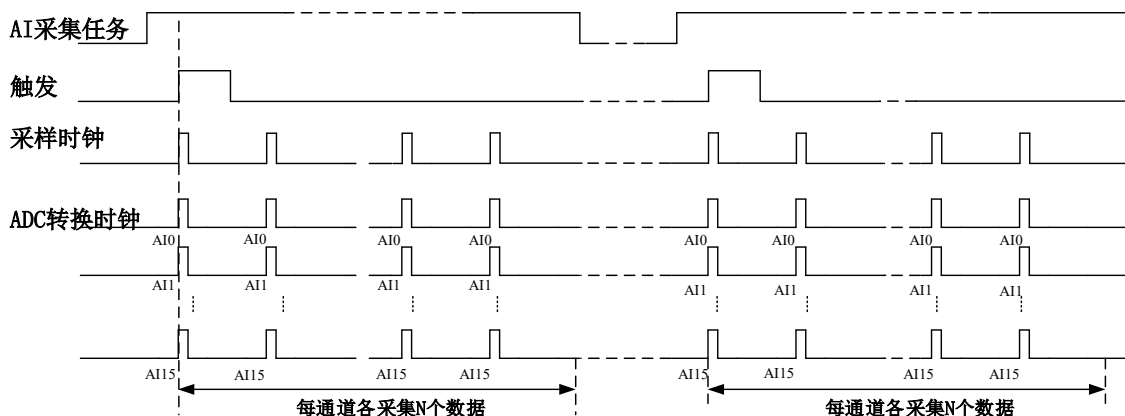 AI采集任务
触发
采样时钟
ADC转换时钟
AI0 AI0 AI0 AI0 AI0 AI0 AI0 AI0
AI1 AI1 AI1 AI1 AI1 AI1 AI1 AI1
AI15 AI15 AI15 AI15 AI15 AI15 AI15 AI15
每通道各采集N个数据 每通道各采集N个数据